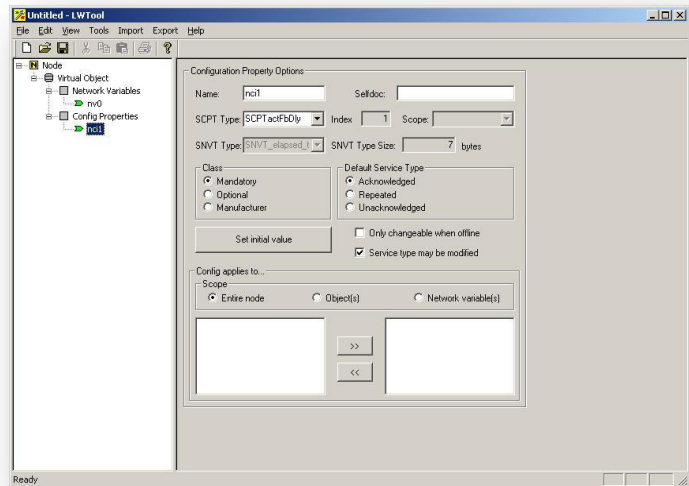 Untitled - LWTool
File Edit View Tools Import Export Help
Node
Virtual Object
Network Variables
nv0
Config Properties
nci1
Configuration Property Options
Name: nci1 Selfdoc:
SCPT Type: SCPTactFbDly Index 1 Scope:
SNVT Type: SNVT_elapsed_t SNVT Type Size: 7 bytes
Class
Mandatory
Optional
Manufacturer
Default Service Type
Acknowledged
Repeated
Unacknowledged
Set initial value
Only changeable when offline
Service type may be modified
Config applies to...
Scope
Entire node Object(s) Network variable(s)
>>
<<
Ready